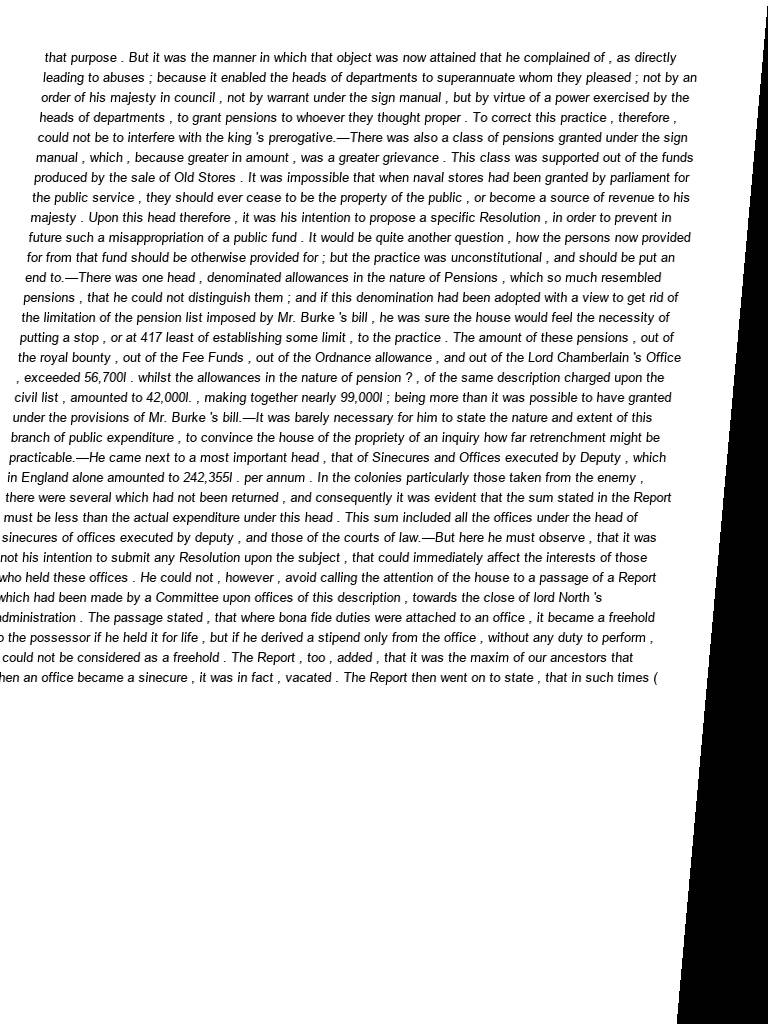 that purpose . But it was the manner in which that object was now attained that he complained of , as directly
leading to abuses ; because it enabled the heads of departments to superannuate whom they pleased ; not by an
order of his majesty in council , not by warrant under the sign manual , but by virtue of a power exercised by the
heads of departments , to grant pensions to whoever they thought proper . To correct this practice , therefore ,
could not be to interfere with the king 's prerogative.—There was also a class of pensions granted under the sign
manual , which , because greater in amount , was a greater grievance . This class was supported out of the funds
produced by the sale of Old Stores . It was impossible that when naval stores had been granted by parliament for
the public service , they should ever cease to be the property of the public , or become a source of revenue to his
majesty . Upon this head therefore , it was his intention to propose a specific Resolution , in order to prevent in
future such a misappropriation of a public fund . It would be quite another question , how the persons now provided
for from that fund should be otherwise provided for ; but the practice was unconstitutional , and should be put an
end to.—There was one head , denominated allowances in the nature of Pensions , which so much resembled
pensions , that he could not distinguish them ; and if this denomination had been adopted with a view to get rid of
the limitation of the pension list imposed by Mr. Burke 's bill , he was sure the house would feel the necessity of
putting a stop , or at 417 least of establishing some limit , to the practice . The amount of these pensions , out of
the royal bounty , out of the Fee Funds , out of the Ordnance allowance , and out of the Lord Chamberlain 's Office
, exceeded 56,700l . whilst the allowances in the nature of pension ? , of the same description charged upon the
civil list , amounted to 42,000l. , making together nearly 99,000l ; being more than it was possible to have granted
under the provisions of Mr. Burke 's bill.—It was barely necessary for him to state the nature and extent of this
branch of public expenditure , to convince the house of the propriety of an inquiry how far retrenchment might be
practicable.—He came next to a most important head , that of Sinecures and Offices executed by Deputy , which
in England alone amounted to 242,355l . per annum . In the colonies particularly those taken from the enemy ,
there were several which had not been returned , and consequently it was evident that the sum stated in the Report
must be less than the actual expenditure under this head . This sum included all the offices under the head of
sinecures of offices executed by deputy , and those of the courts of law.—But here he must observe , that it was
not his intention to submit any Resolution upon the subject , that could immediately affect the interests of those
who held these offices . He could not , however , avoid calling the attention of the house to a passage of a Report
which had been made by a Committee upon offices of this description , towards the close of lord North 's
. The passage stated , that where bona fide duties were attached to an office , it became a freehold
the possessor if he held it for life , but if he derived a stipend only from the office , without any duty to perform ,
could not be considered as a freehold . The Report , too , added , that it was the maxim of our ancestors that
an office became a sinecure , it was in fact , vacated . The Report then went on to state , that in such times (